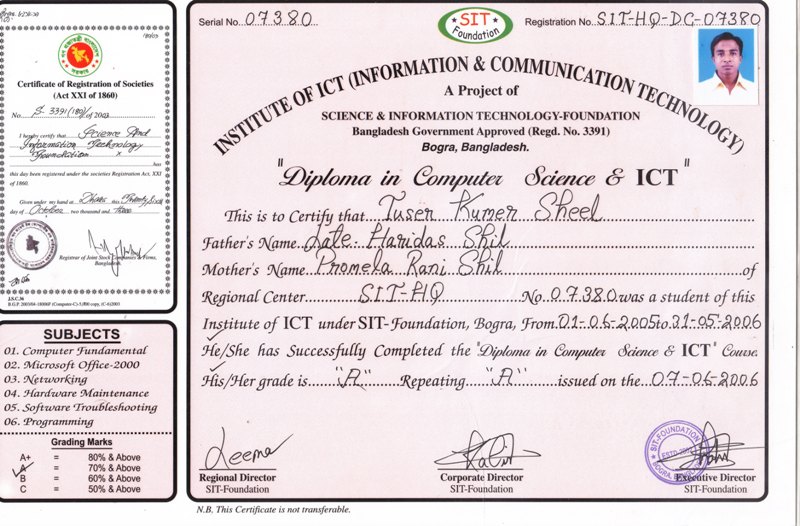 180/03
Certificate of Registration of Societies
(Act XXI of 1860)
No. S. 3391(180)/of 2003
I hereby certify that Science And
Information Technology
Foundation x
has
this day been registered under the societies Registration Act, XXI
of 1860.
Given under my hand at Dhaka this Twenty Sixth
day of October two thousand and Three
Registrar of Joint Stock Companies & Firms,
Bangladesh.
J.S.C.36
SUBJECTS
01. Computer Fundamental
02. Microsoft Office-2000
03. Networking
04. Hardware Maintenance
05. Software Troubleshooting
06. Programming
Grading Marks
A+ = 80% & Above
A = 70% & Above
B = 60% & Above
C = 50% & Above
Serial No. 07380
SIT
Foundation
Registration No. SIT-HQ-DC-07380
INSTITUTE OF ICT (INFORMATION & COMMUNICATION TECHNOLOGY)
A Project of
SCIENCE & INFORMATION TECHNOLOGY-FOUNDATION
Bangladesh Government Approved (Regd. No. 3391)
Bogra, Bangladesh.
"Diploma in Computer Science & ICT"
This is to Certify that Tuser Kumer Sheel
Father's Name. Late. Haridas Shil
Mother's Name. Promela Rani Shil of
Regional Center SIT-HQ No. 07380 was a student of this
Institute of ICT under SIT-Foundation, Bogra, From. 01-06-2005 to 31-05-2006
He/She has Successfully Completed the "Diploma in Computer Science & ICT" Course.
His/Her grade is "A" Repeating "A" issued on the 07-06-2006
SIT-FOUNDATION
Regional Director
SIT-Foundation
Corporate Director
SIT-Foundation
Executive Director
SIT-Foundation
N.B. This Certificate is not transferable.